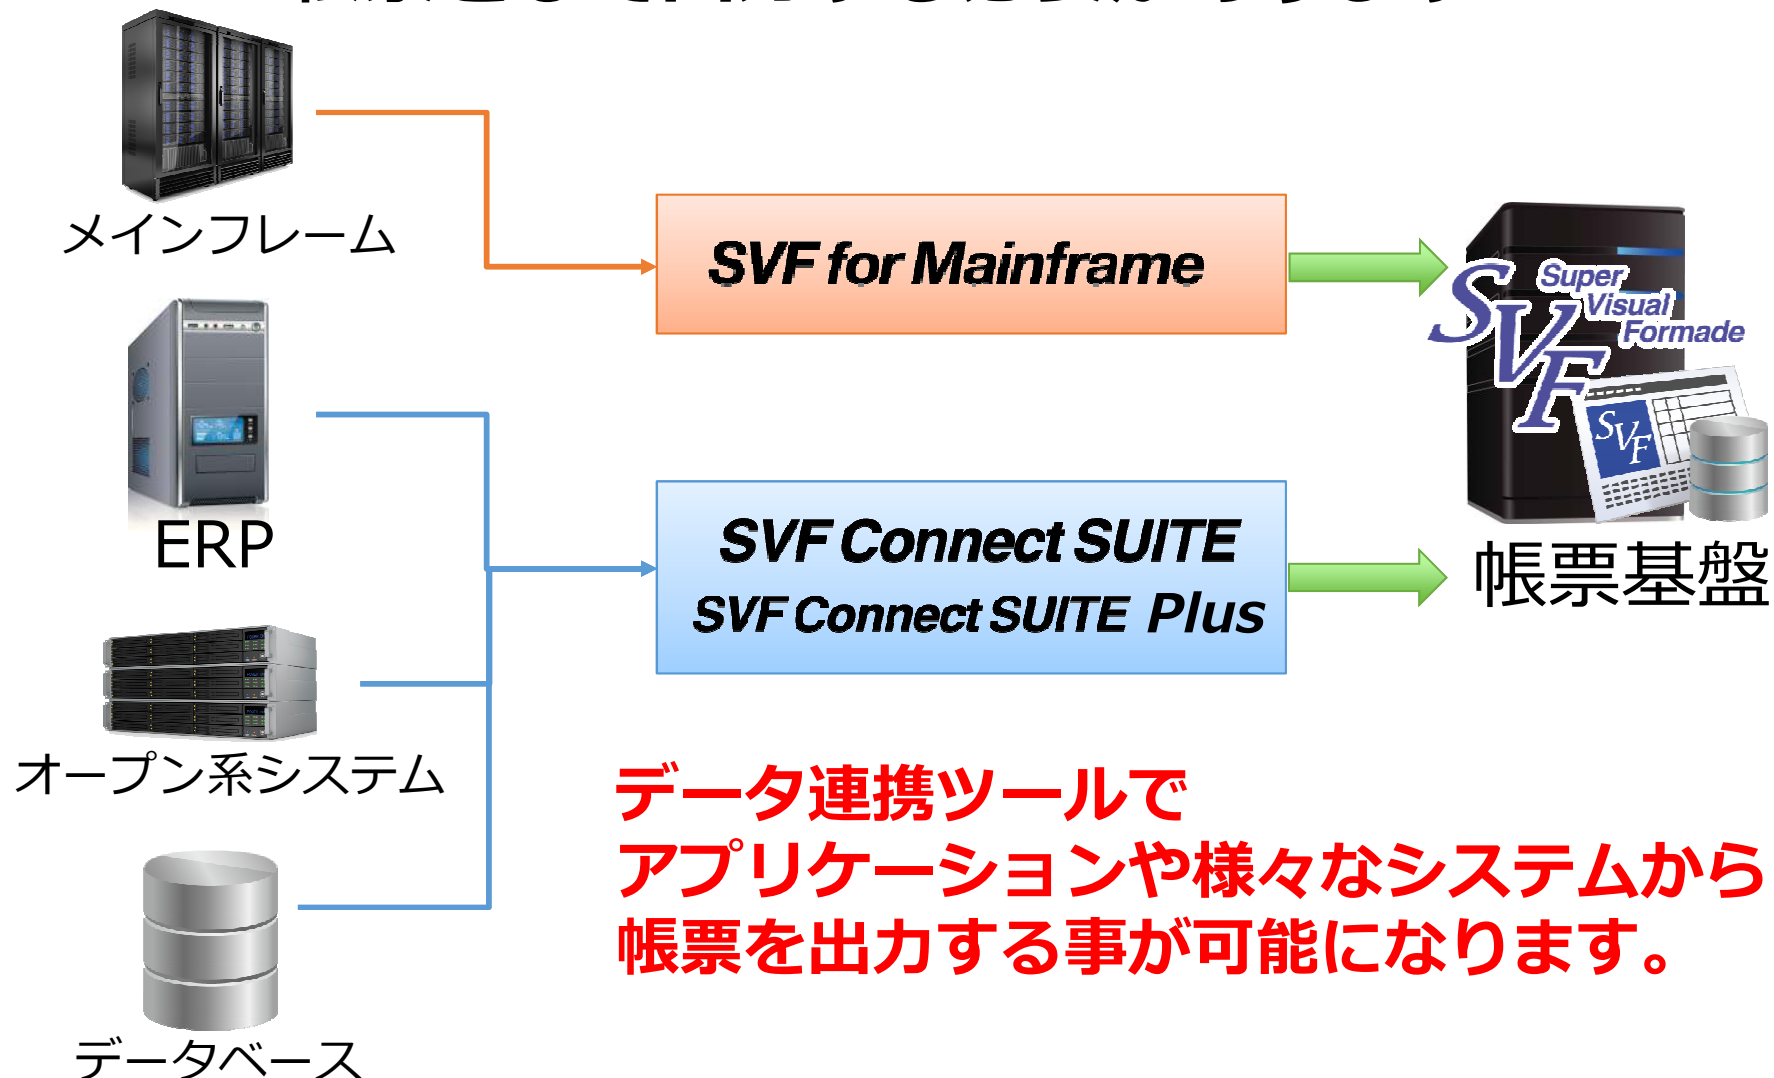 メインフレーム
SVF for Mainframe
SVF
Super
Visual
Formade
ERP
SVF Connect SUITE
SVF Connect SUITE Plus
SVF
帳票基盤
オープン系システム
データ連携ツールで
アプリケーションや様々なシステムから
帳票を出力する事が可能になります。
データベース